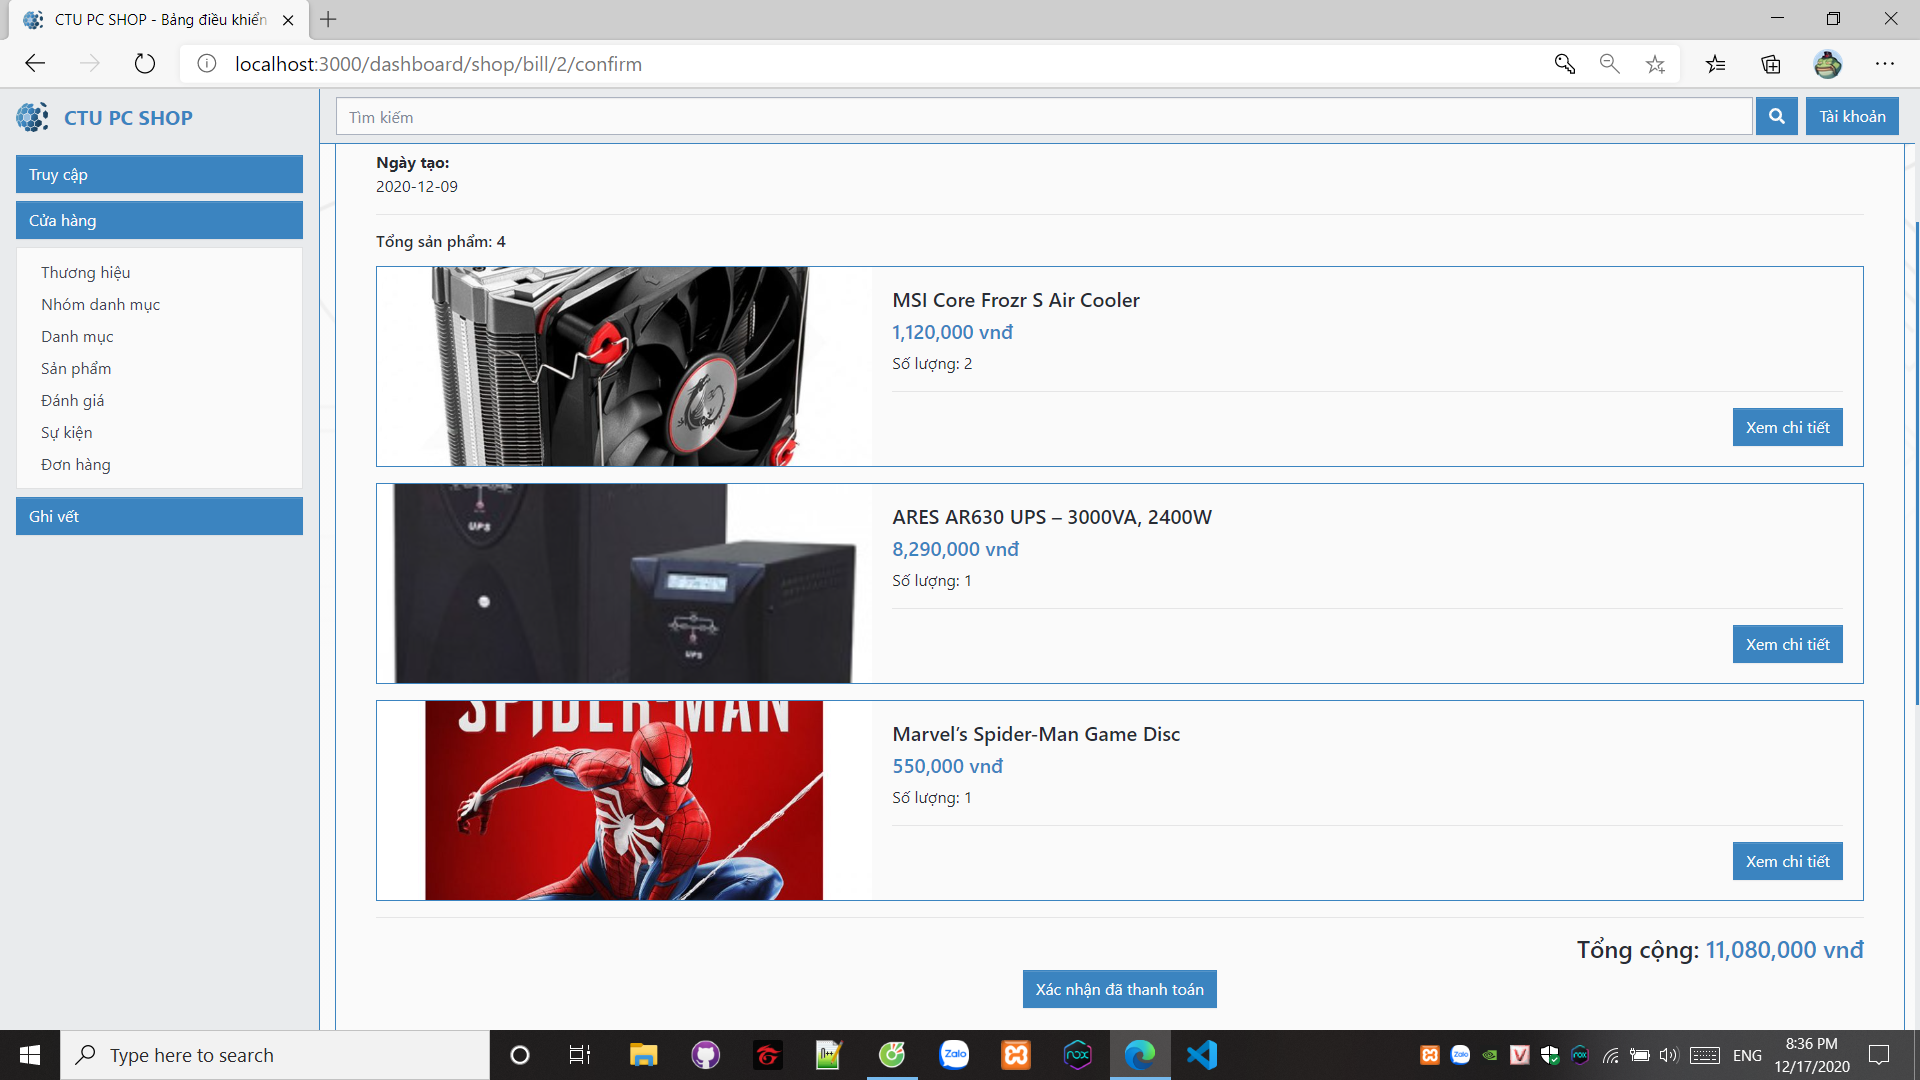 CTU PC SHOP - Bảng điều khiển
localhost:3000/dashboard/shop/bill/2/confirm
CTU PC SHOP
Tìm kiếm
Tài khoản
Truy cập
Cửa hàng
Thương hiệu
Nhóm danh mục
Danh mục
Sản phẩm
Đánh giá
Sự kiện
Đơn hàng
Ghi vết
Ngày tạo:
2020-12-09
Tổng sản phẩm: 4
MSI Core Frozr S Air Cooler
1,120,000 vnđ
Số lượng: 2
Xem chi tiết
UPS
UPS
ARES AR630 UPS – 3000VA, 2400W
8,290,000 vnđ
Số lượng: 1
Xem chi tiết
SPIDER-MAN
Marvel’s Spider-Man Game Disc
550,000 vnđ
Số lượng: 1
Xem chi tiết
Tổng cộng: 11,080,000 vnđ
Xác nhận đã thanh toán
Type here to search
Zalo
nox
ENG
8:36 PM
12/17/2020